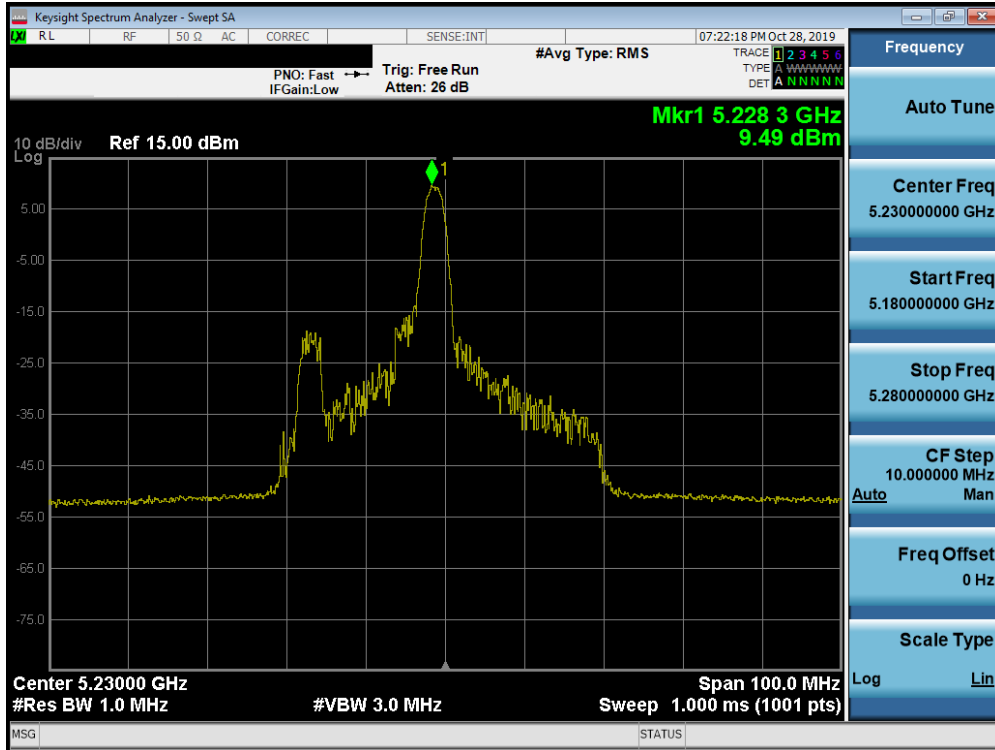 Keysight Spectrum Analyzer - Swept SA
LXI RL RF 50 Ω AC CORREC SENSE:INT 07:22:18 PM Oct 28, 2019
#Avg Type: RMS
TRACE 1 2 3 4 5 6
TYPE A WWWWW
DET A N N N N N
PNO: Fast
IFGain:Low
Trig: Free Run
Atten: 26 dB
Mkr1 5.228 3 GHz
9.49 dBm
10 dB/div Ref 15.00 dBm
Log
1
5.00
-5.00
-15.0
-25.0
-35.0
-45.0
-55.0
-65.0
-75.0
Center 5.23000 GHz Span 100.0 MHz
#Res BW 1.0 MHz #VBW 3.0 MHz Sweep 1.000 ms (1001 pts)
MSG STATUS
Frequency
Auto Tune
Center Freq
5.230000000 GHz
Start Freq
5.180000000 GHz
Stop Freq
5.280000000 GHz
CF Step
10.000000 MHz
Auto Man
Freq Offset
0 Hz
Scale Type
Log Lin